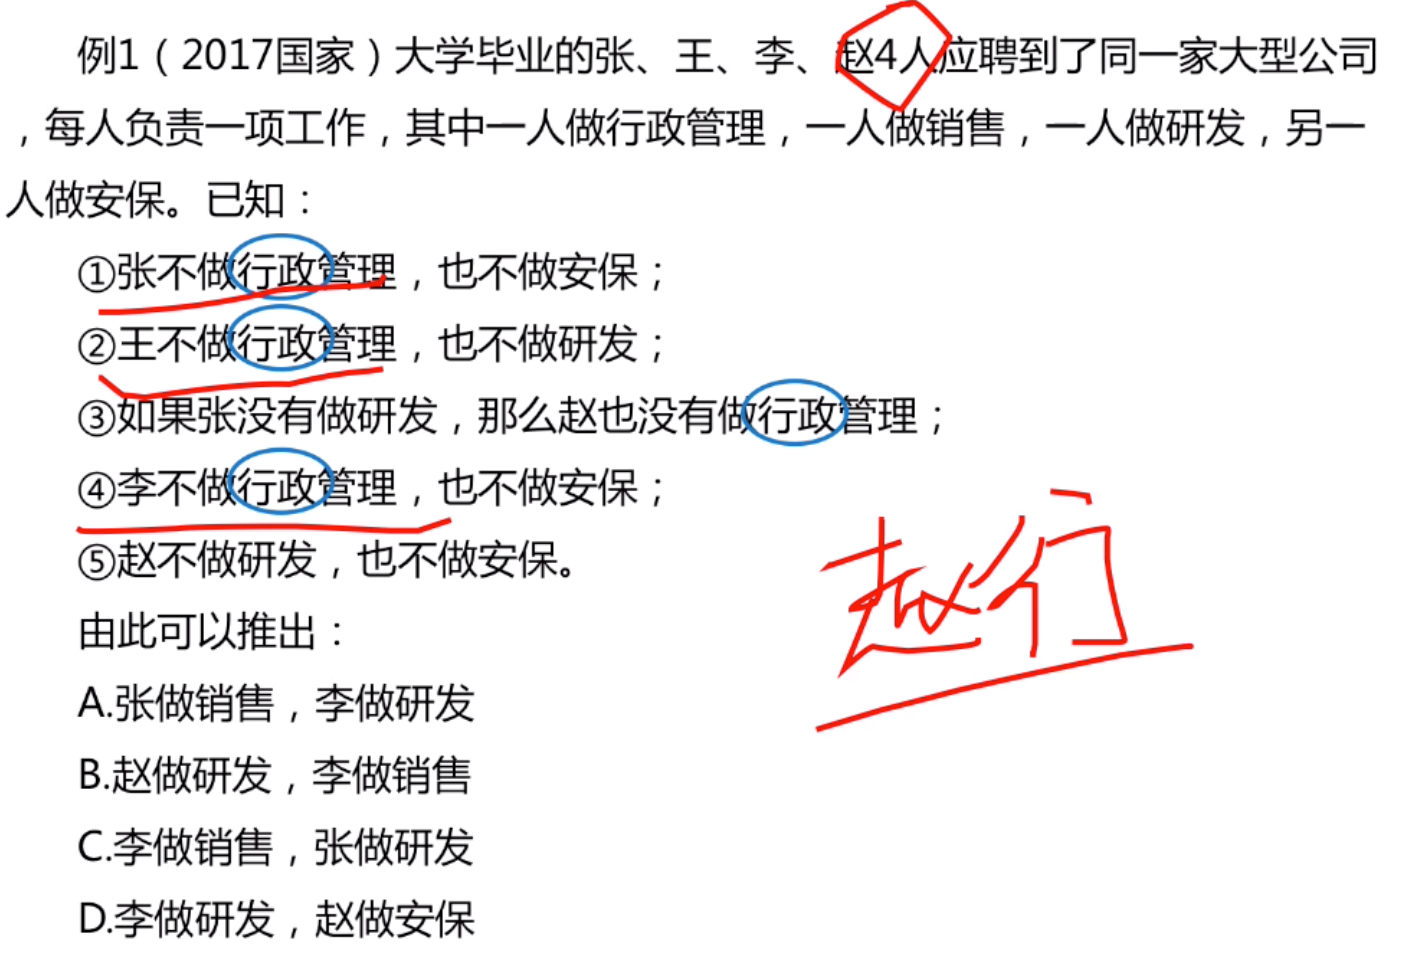 例1（2017国家）大学毕业的张、王、李、赵4人应聘到了同一家大型公司
，每人负责一项工作，其中一人做行政管理，一人做销售，一人做研发，另一
人做安保。已知：
①张不做行政管理，也不做安保；
②王不做行政管理，也不做研发；
③如果张没有做研发，那么赵也没有做行政管理；
④李不做行政管理，也不做安保；
⑤赵不做研发，也不做安保。
由此可以推出：
赵行
A.张做销售，李做研发
B.赵做研发，李做销售
C.李做销售，张做研发
D.李做研发，赵做安保